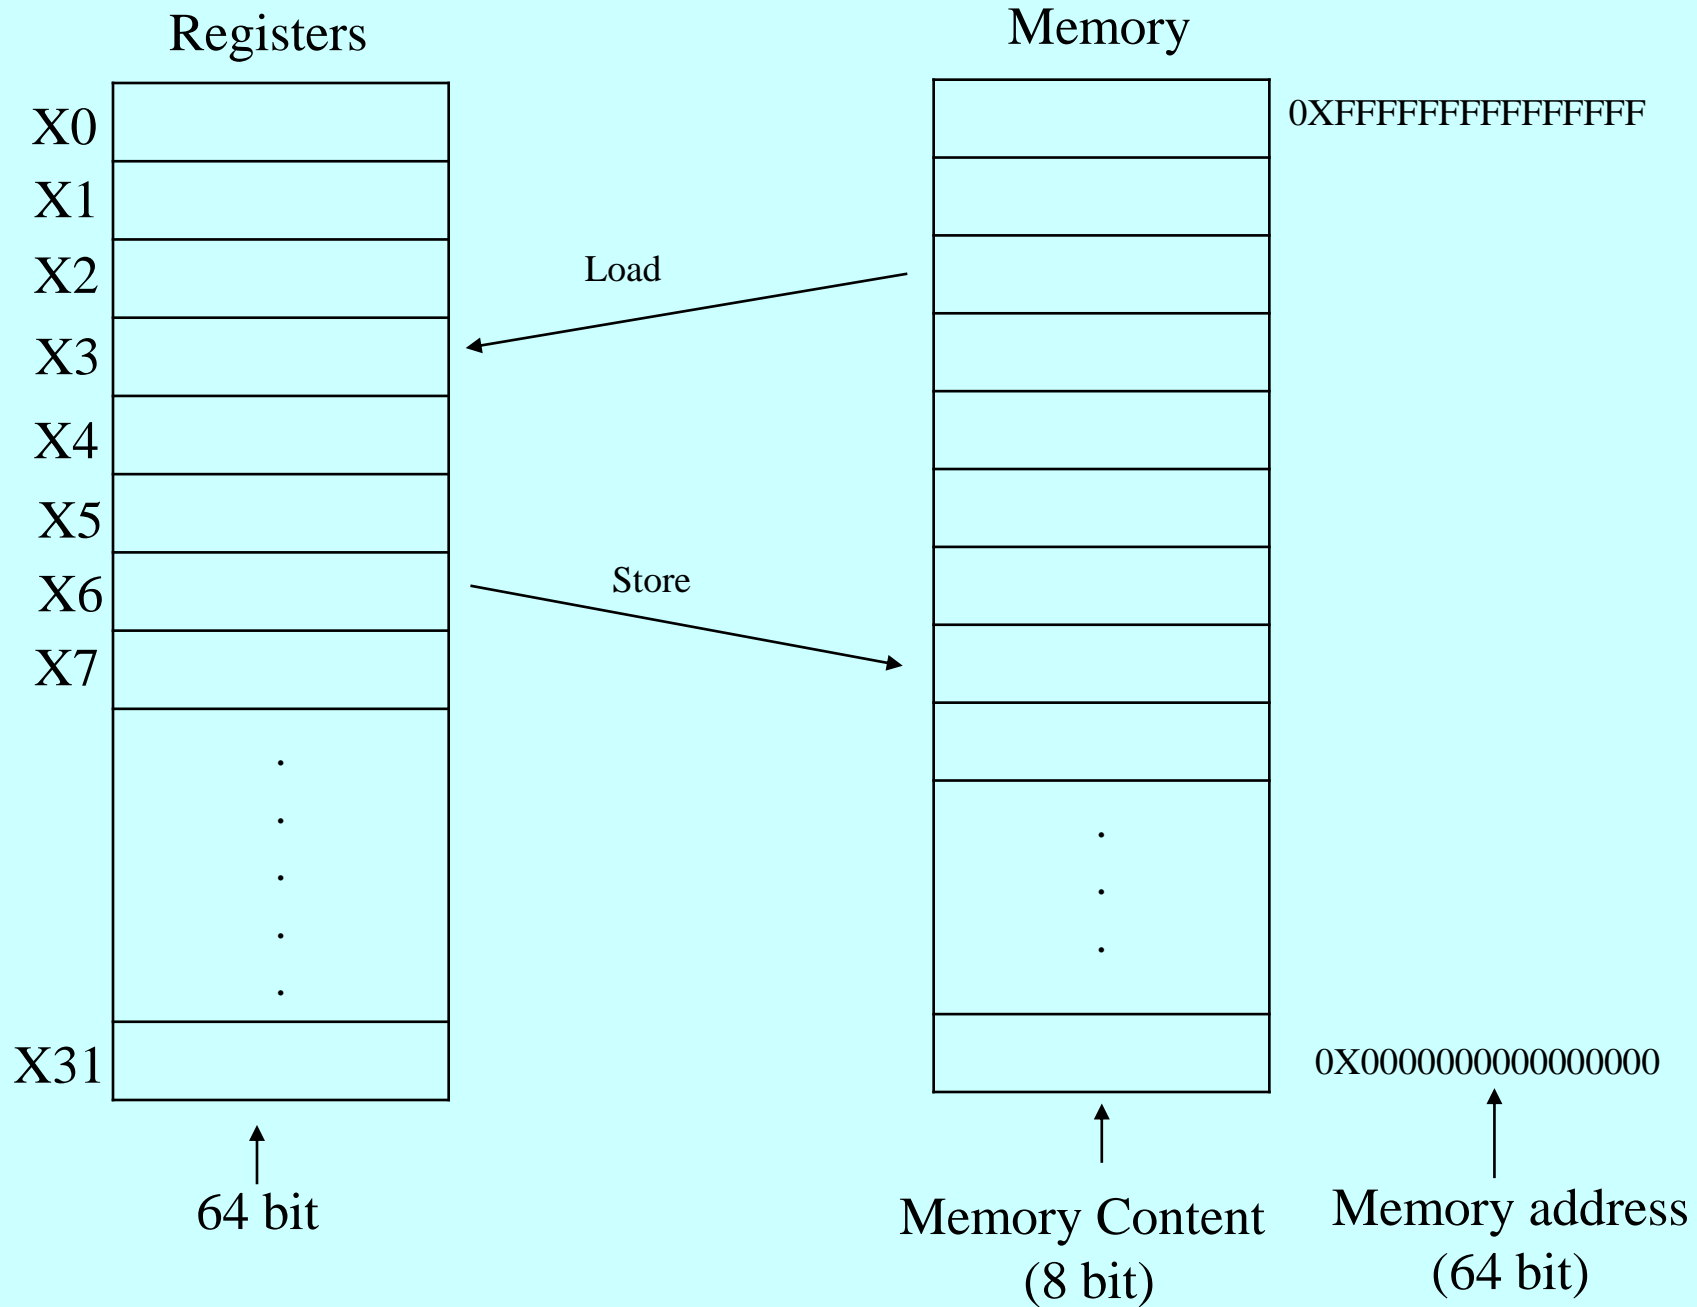 Registers
Memory
X0
X1
X2
X3
X4
X5
X6
X7
.
.
.
.
.
X31
64 bit
Load
Store
.
.
.
0XFFFFFFFFFFFFFFF
0X0000000000000000
Memory Content
(8 bit)
Memory address
(64 bit)